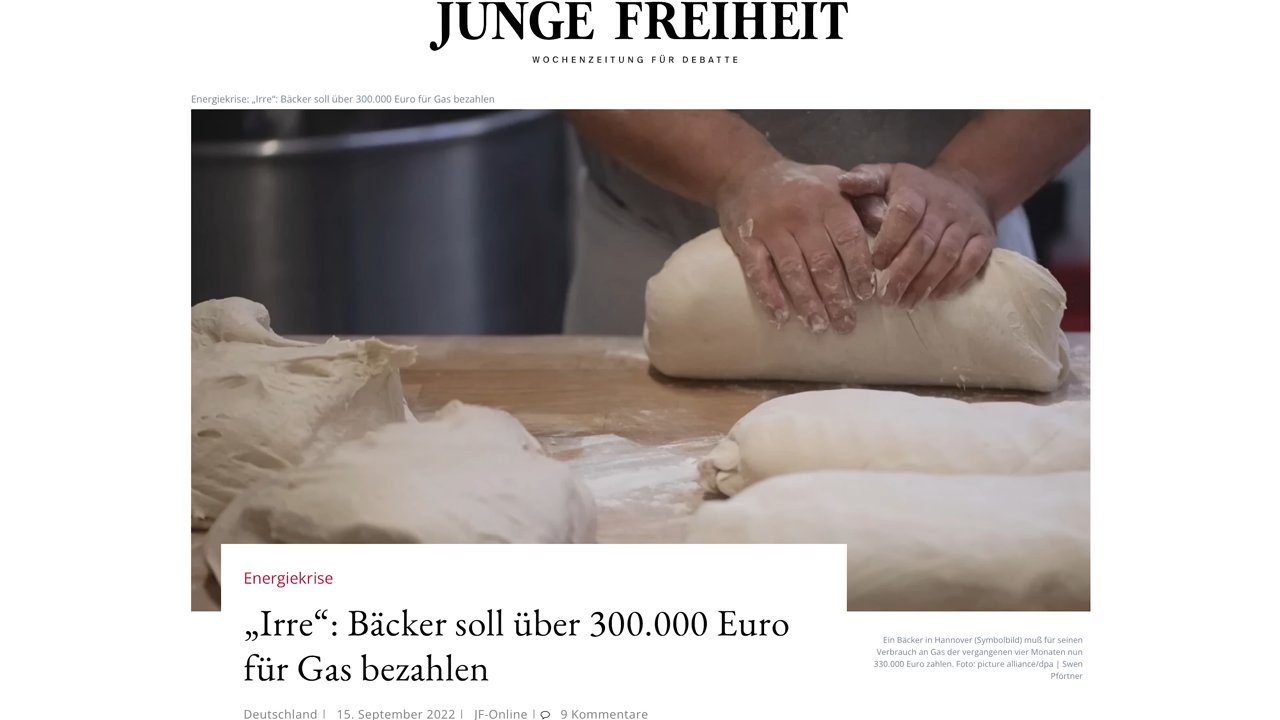 JUNGE FREIHEIT
WOCHENZEITUNG FÜR DEBATTE
Energiekrise: „Irre“: Bäcker soll über 300.000 Euro für Gas bezahlen
Energiekrise
„Irre“: Bäcker soll über 300.000 Euro
für Gas bezahlen
Deutschland | 15. September 2022 | JF-Online | 9 Kommentare
Ein Bäcker in Hannover (Symbolbild) muß für seinen
Verbrauch an Gas der vergangenen vier Monaten nun
330.000 Euro zahlen. Foto: picture alliance/dpa | Swen
Pförtner